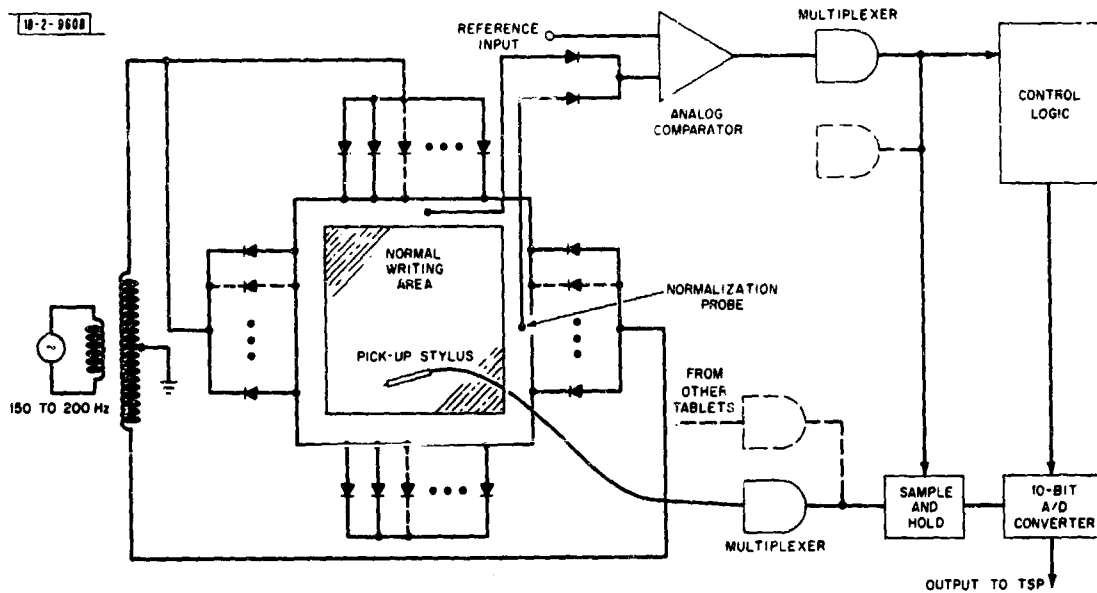 18-2-9608
REFERENCE
INPUT
MULTIPLEXER
ANALOG
COMPARATOR
CONTROL
LOGIC
NORMAL
WRITING
AREA
NORMALIZATION
PROBE
PICK-UP STYLUS
~
150 TO 200 Hz
FROM
OTHER
TABLETS
MULTIPLEXER
SAMPLE
AND
HOLD
10-BIT
A/D
CONVERTER
OUTPUT TO TSP